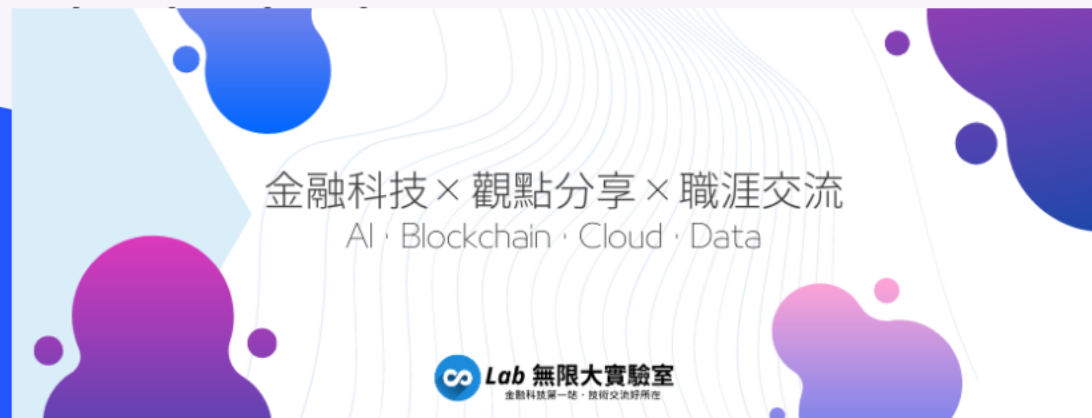 金融科技×觀點分享×職涯交流
AI · Blockchain · Cloud · Data
Lab 無限大實驗室
金融科技第一站・技術交流好所在